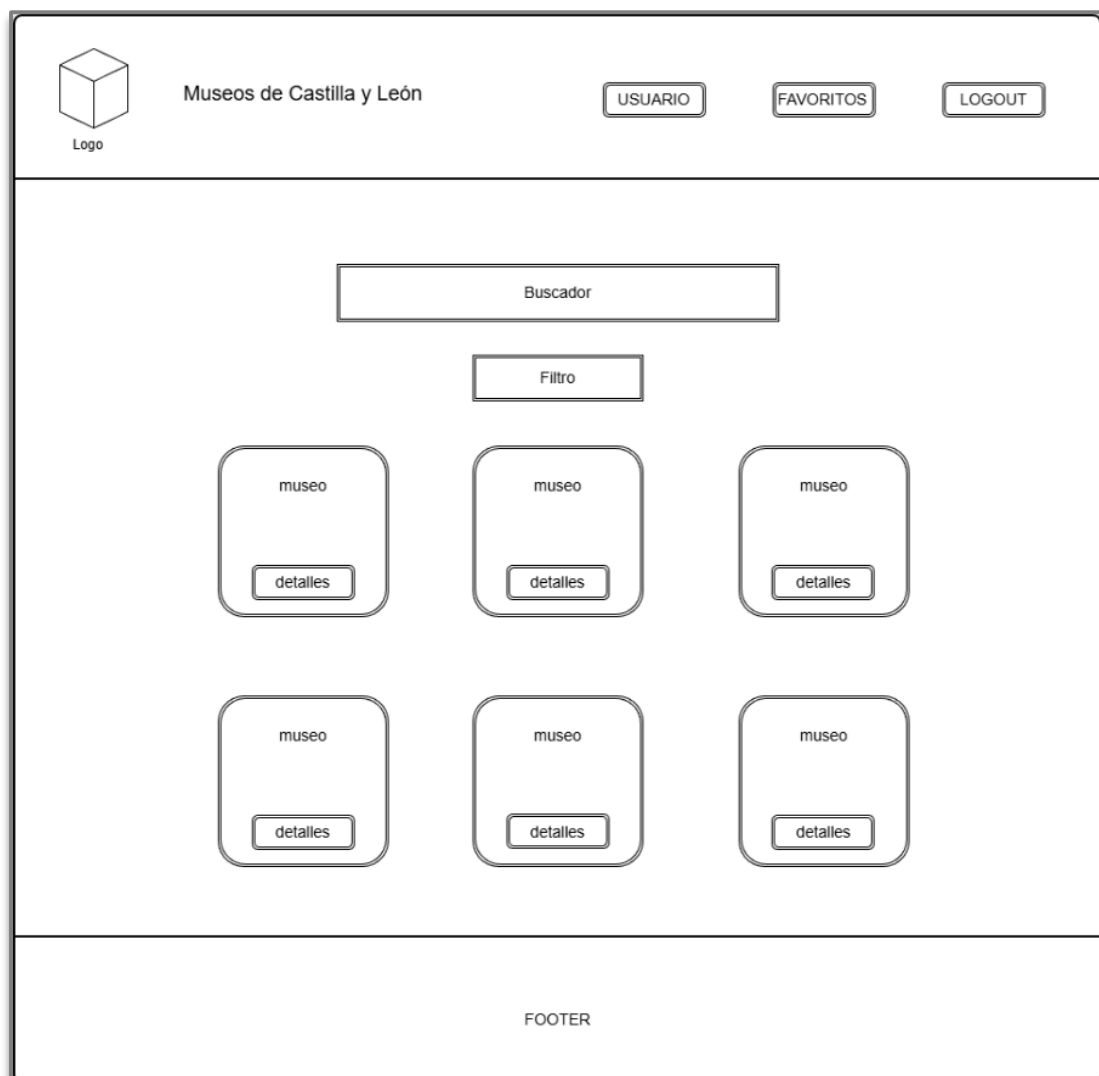 Logo
Museos de Castilla y León
USUARIO
FAVORITOS
LOGOUT
Buscador
Filtro
museo
museo
museo
detalles
detalles
detalles
museo
museo
museo
detalles
detalles
detalles
FOOTER